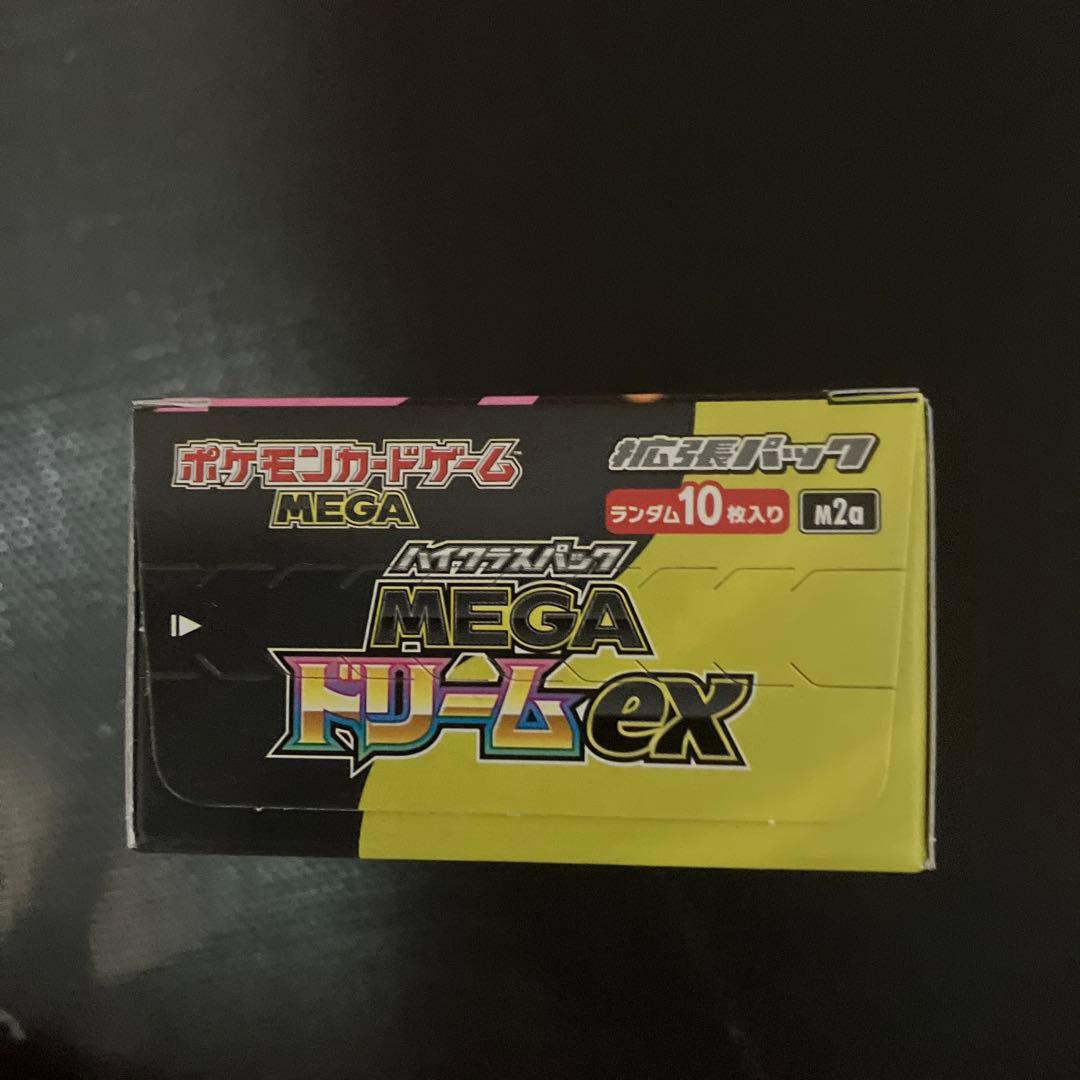 ポケモンカードゲーム
MEGA
拡張パック
ランダム10枚入り
M2a
ハイクラスパック
MEGA
ドリームex